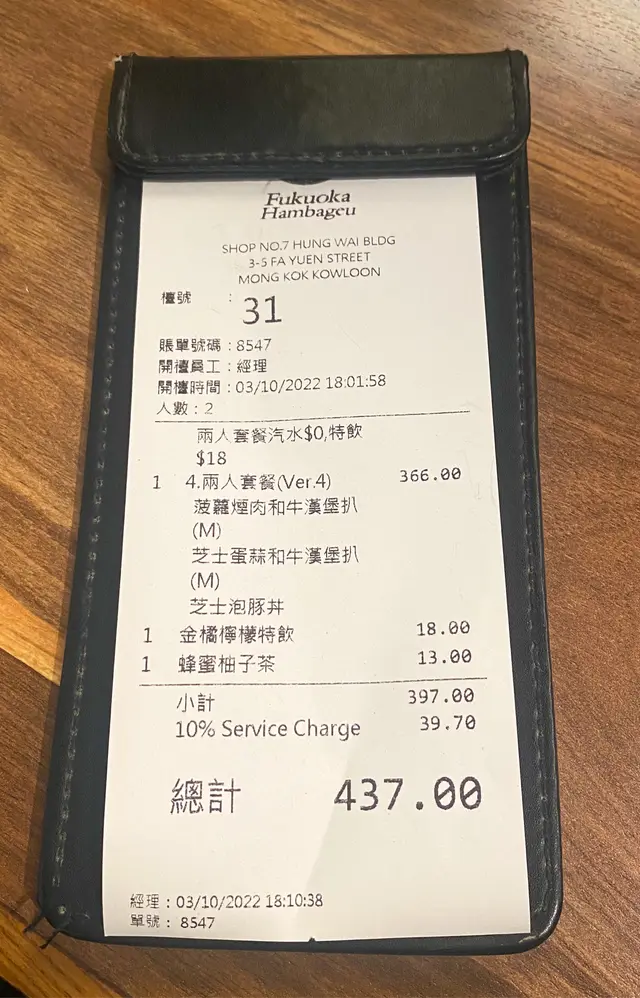 Fukuoka
Hambageu
SHOP NO.7 HUNG WAI BLDG
3-5 FA YUEN STREET
MONG KOK KOWLOON
檯號 : 31
賬單號碼 : 8547
開檯員工 : 經理
開檯時間 : 03/10/2022 18:01:58
人數 : 2
兩人套餐汽水$0,特飲
$18
1 4.兩人套餐(Ver.4) 366.00
菠蘿煙肉和牛漢堡扒
(M)
芝士蛋蒜和牛漢堡扒
(M)
芝士泡豚丼
1 金橘檸檬特飲 18.00
1 蜂蜜柚子茶 13.00
小計 397.00
10% Service Charge 39.70
總計 437.00
經理 : 03/10/2022 18:10:38
單號 : 8547